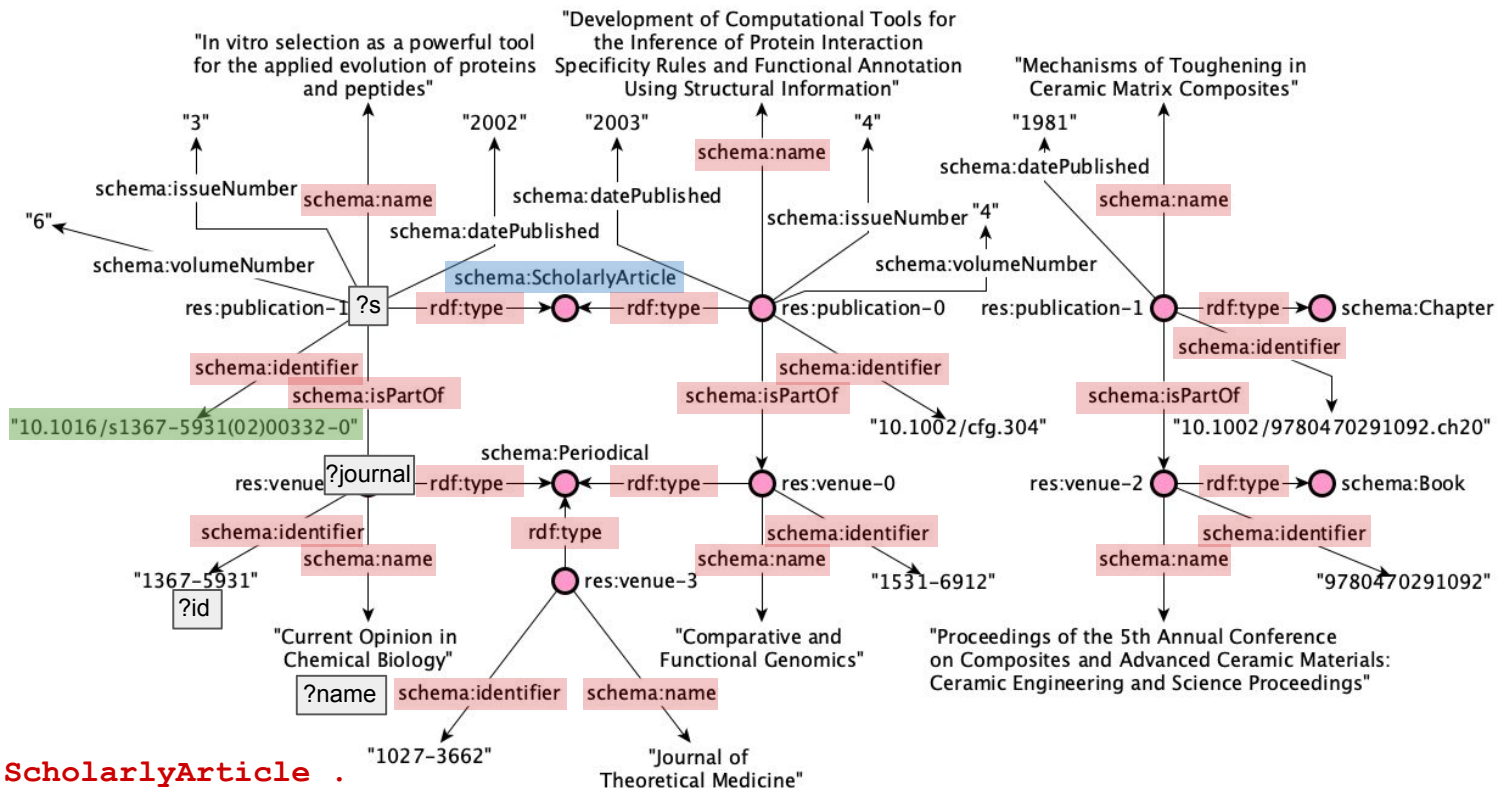 "Development of Computational Tools for
the Inference of Protein Interaction
Specificity Rules and Functional Annotation
Using Structural Information"
"In vitro selection as a powerful tool
for the applied evolution of proteins
and peptides"
"Mechanisms of Toughening in
Ceramic Matrix Composites"
"3"
"2002"
"2003"
"4"
"1981"
schema:name
schema:datePublished
schema:issueNumber
schema:name
schema:datePublished
schema:name
"6"
schema:datePublished
schema:issueNumber
"4"
schema:volumeNumber
schema:ScholarlyArticle
schema:volumeNumber
res:publication-1
?s
rdf:type
rdf:type
res:publication-0
res:publication-1
rdf:type
schema:Chapter
schema:identifier
schema:identifier
schema:identifier
schema:isPartOf
schema:isPartOf
schema:isPartOf
"10.1016/s1367-5931(02)00332-0"
"10.1002/cfg.304"
"10.1002/9780470291092.ch20"
schema:Periodical
res:venue
?journal
rdf:type
rdf:type
res:venue-0
res:venue-2
rdf:type
schema:Book
schema:identifier
rdf:type
schema:identifier
schema:identifier
schema:name
schema:name
schema:name
"1367-5931"
res:venue-3
"1531-6912"
"9780470291092"
?id
"Current Opinion in
Chemical Biology"
"Comparative and
Functional Genomics"
"Proceedings of the 5th Annual Conference
on Composites and Advanced Ceramic Materials:
Ceramic Engineering and Science Proceedings"
?name
schema:identifier
schema:name
"1027-3662"
"Journal of
Theoretical Medicine"
ScholarlyArticle .